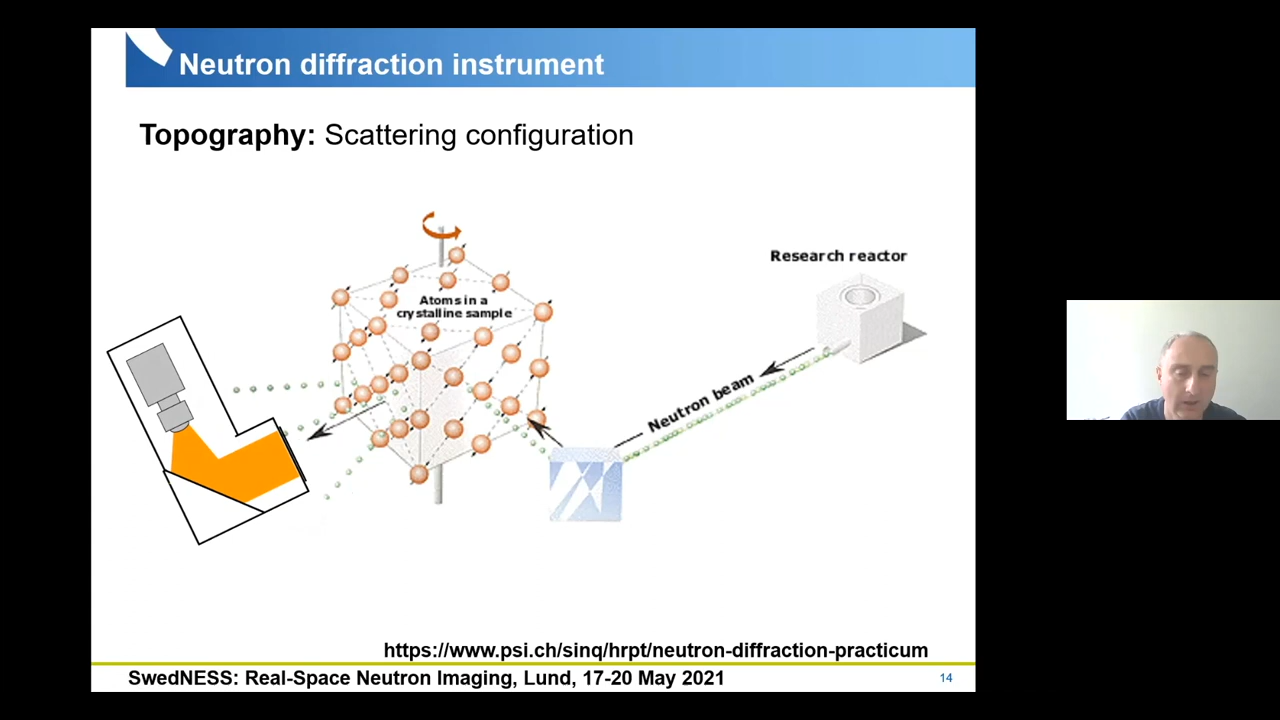 Neutron diffraction instrument
Topography: Scattering configuration
Research reactor
Atoms in a
crystalline sample
Neutron beam
https://www.psi.ch/sinq/hrpt/neutron-diffraction-practicum
SwedNESS: Real-Space Neutron Imaging, Lund, 17-20 May 2021
14